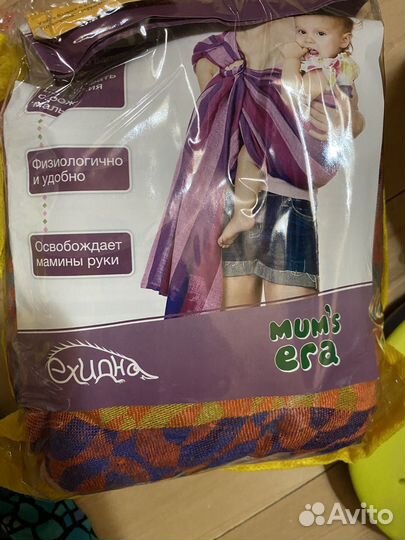 Физиологично
и удобно
Освобождает
мамины руки
ехидна
mum's
era
Avito